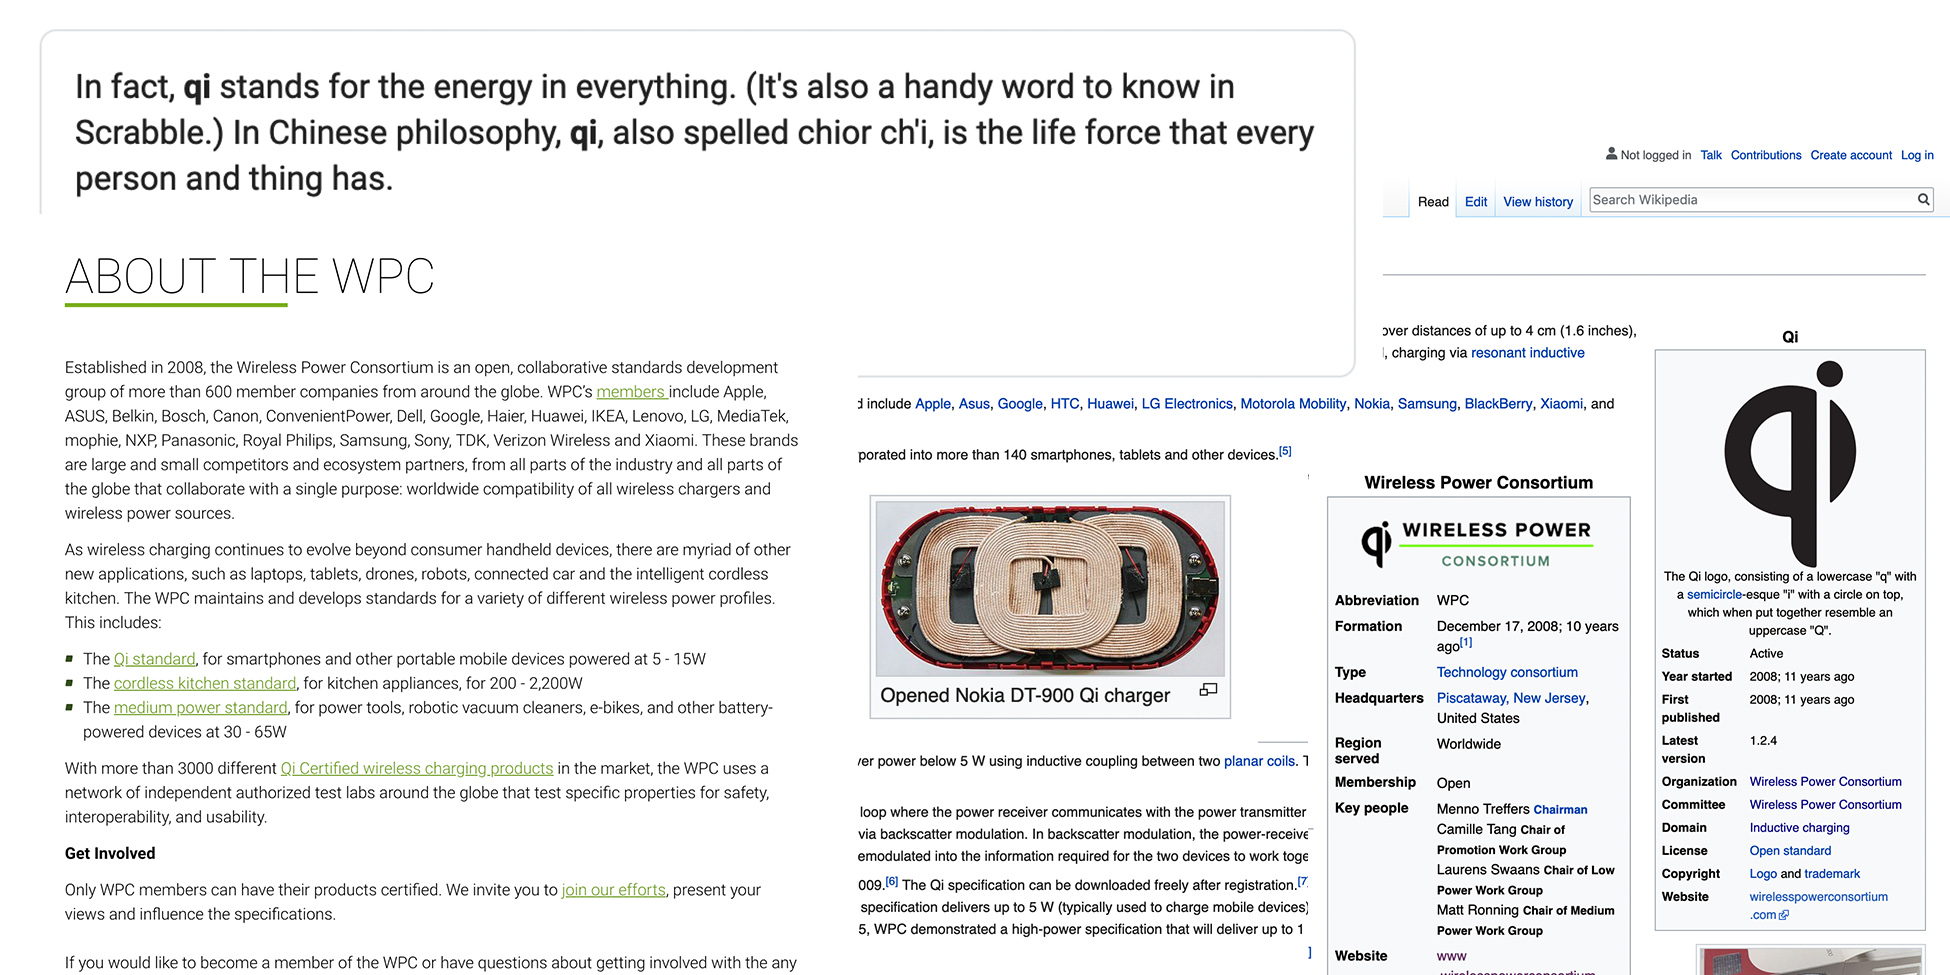 In fact, qi stands for the energy in everything. (It's also a handy word to know in
Scrabble.) In Chinese philosophy, qi, also spelled chior ch'i, is the life force that every
person and thing has.
ABOUT THE WPC
Established in 2008, the Wireless Power Consortium is an open, collaborative standards development
group of more than 600 member companies from around the globe. WPC's members include Apple,
ASUS, Belkin, Bosch, Canon, ConvenientPower, Dell, Google, Haier, Huawei, IKEA, Lenovo, LG, MediaTek,
mophie, NXP, Panasonic, Royal Philips, Samsung, Sony, TDK, Verizon Wireless and Xiaomi. These brands
are large and small competitors and ecosystem partners, from all parts of the industry and all parts of
the globe that collaborate with a single purpose: worldwide compatibility of all wireless chargers and
wireless power sources.
As wireless charging continues to evolve beyond consumer handheld devices, there are myriad of other
new applications, such as laptops, tablets, drones, robots, connected car and the intelligent cordless
kitchen. The WPC maintains and develops standards for a variety of different wireless power profiles.
This includes:
The Qi standard, for smartphones and other portable mobile devices powered at 5 - 15W
The cordless kitchen standard, for kitchen appliances, for 200 - 2,200W
The medium power standard, for power tools, robotic vacuum cleaners, e-bikes, and other battery-
powered devices at 30 - 65W
With more than 3000 different Qi Certified wireless charging products in the market, the WPC uses a
network of independent authorized test labs around the globe that test specific properties for safety,
interoperability, and usability.
Get Involved
Only WPC members can have their products certified. We invite you to join our efforts, present your
views and influence the specifications.
If you would like to become a member of the WPC or have questions about getting involved with the any
Not logged in Talk Contributions Create account Log in
Read Edit View history Search Wikipedia
over distances of up to 4 cm (1.6 inches),
, charging via resonant inductive
d include Apple, Asus, Google, HTC, Huawei, LG Electronics, Motorola Mobility, Nokia, Samsung, BlackBerry, Xiaomi, and
porated into more than 140 smartphones, tablets and other devices.[5]
Opened Nokia DT-900 Qi charger
ver power below 5 W using inductive coupling between two planar coils. T
loop where the power receiver communicates with the power transmitter
via backscatter modulation. In backscatter modulation, the power-receive
emodulated into the information required for the two devices to work toge
009.[6] The Qi specification can be downloaded freely after registration.[7]
specification delivers up to 5 W (typically used to charge mobile devices)
5, WPC demonstrated a high-power specification that will deliver up to 1
]
Wireless Power Consortium
qi WIRELESS POWER
CONSORTIUM
Abbreviation WPC
Formation December 17, 2008; 10 years
ago[1]
Type Technology consortium
Headquarters Piscataway, New Jersey,
United States
Region served Worldwide
Membership Open
Key people Menno Treffers Chairman
Camille Tang Chair of
Promotion Work Group
Laurens Swaans Chair of Low
Power Work Group
Matt Ronning Chair of Medium
Power Work Group
Website www
.wirelesspowerconsortium
Qi
qi
The Qi logo, consisting of a lowercase "q" with
a semicircle-esque "i" with a circle on top,
which when put together resemble an
uppercase "Q".
Status Active
Year started 2008; 11 years ago
First published 2008; 11 years ago
Latest version 1.2.4
Organization Wireless Power Consortium
Committee Wireless Power Consortium
Domain Inductive charging
License Open standard
Copyright Logo and trademark
Website wirelesspowerconsortium
.com